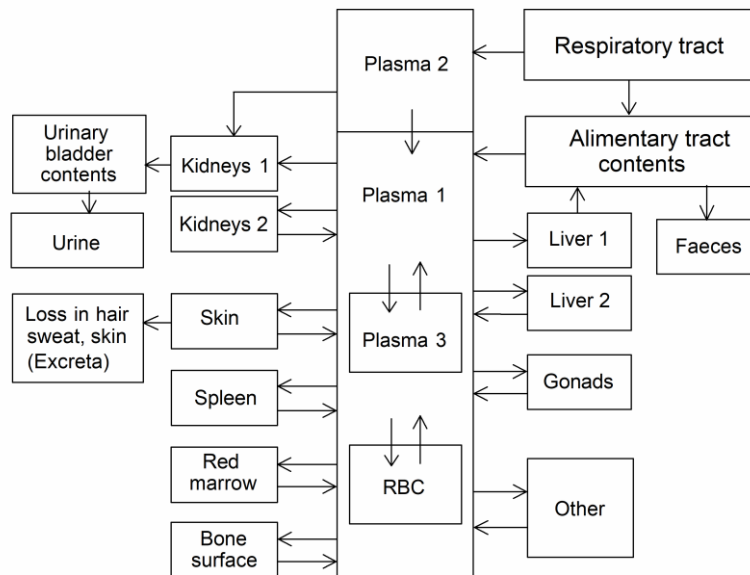 Plasma 2
Respiratory tract
Urinary
bladder
contents
Kidneys 1
Plasma 1
Alimentary tract
contents
Urine
Kidneys 2
Liver 1
Faeces
Loss in hair
sweat, skin
(Excreta)
Skin
Plasma 3
Liver 2
Spleen
Gonads
Red
marrow
RBC
Other
Bone
surface